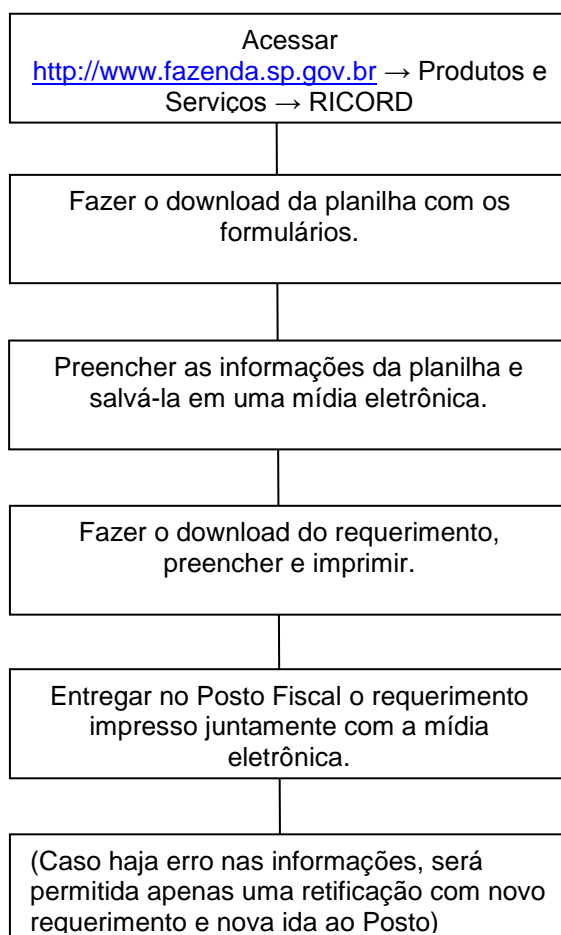 Acessar
http://www.fazenda.sp.gov.br → Produtos e
Serviços → RICORD
Fazer o download da planilha com os
formulários.
Preencher as informações da planilha e
salvá-la em uma mídia eletrônica.
Fazer o download do requerimento,
preencher e imprimir.
Entregar no Posto Fiscal o requerimento
impresso juntamente com a mídia
eletrônica.
(Caso haja erro nas informações, será
permitida apenas uma retificação com novo
requerimento e nova ida ao Posto)